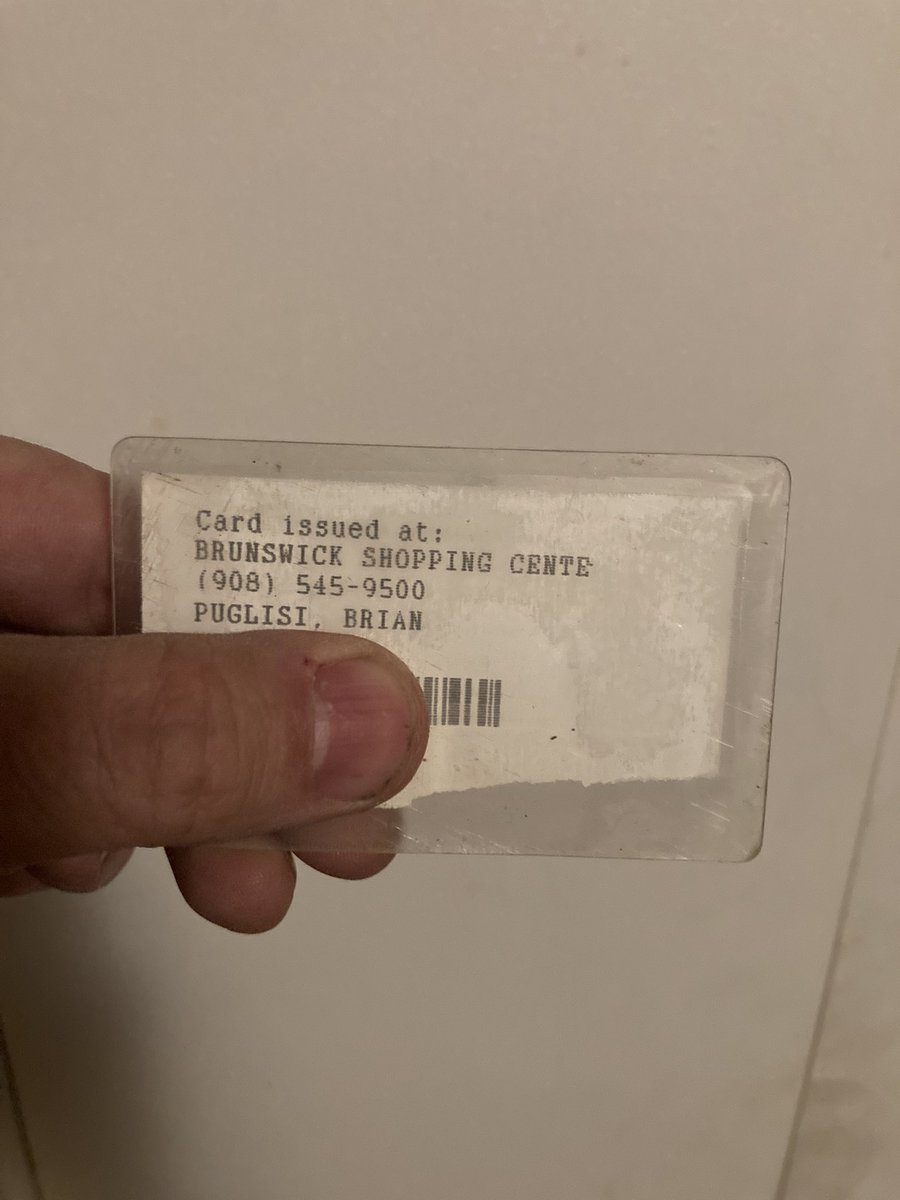 Card issued at:
BRUNSWICK SHOPPING CENTE
(908) 545-9500
PUGLISI, BRIAN